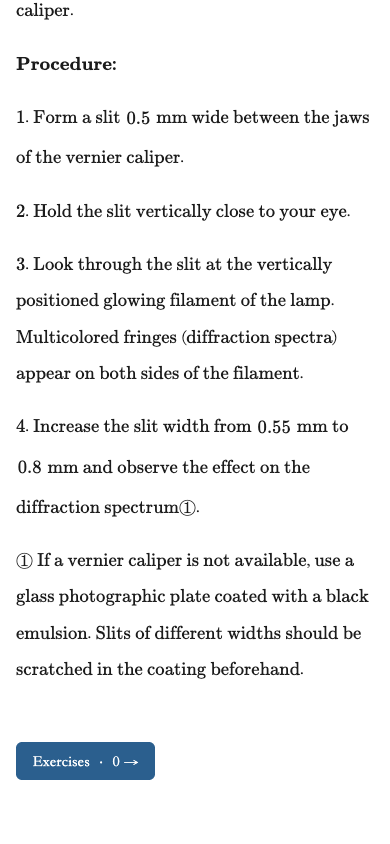 caliper.
Procedure:
1. Form a slit 0.5 mm wide between the jaws
of the vernier caliper.
2. Hold the slit vertically close to your eye.
3. Look through the slit at the vertically
positioned glowing filament of the lamp.
Multicolored fringes (diffraction spectra)
appear on both sides of the filament.
4. Increase the slit width from 0.55 mm to
0.8 mm and observe the effect on the
diffraction spectrum①.
① If a vernier caliper is not available, use a
glass photographic plate coated with a black
emulsion. Slits of different widths should be
scratched in the coating beforehand.
Exercises · 0→